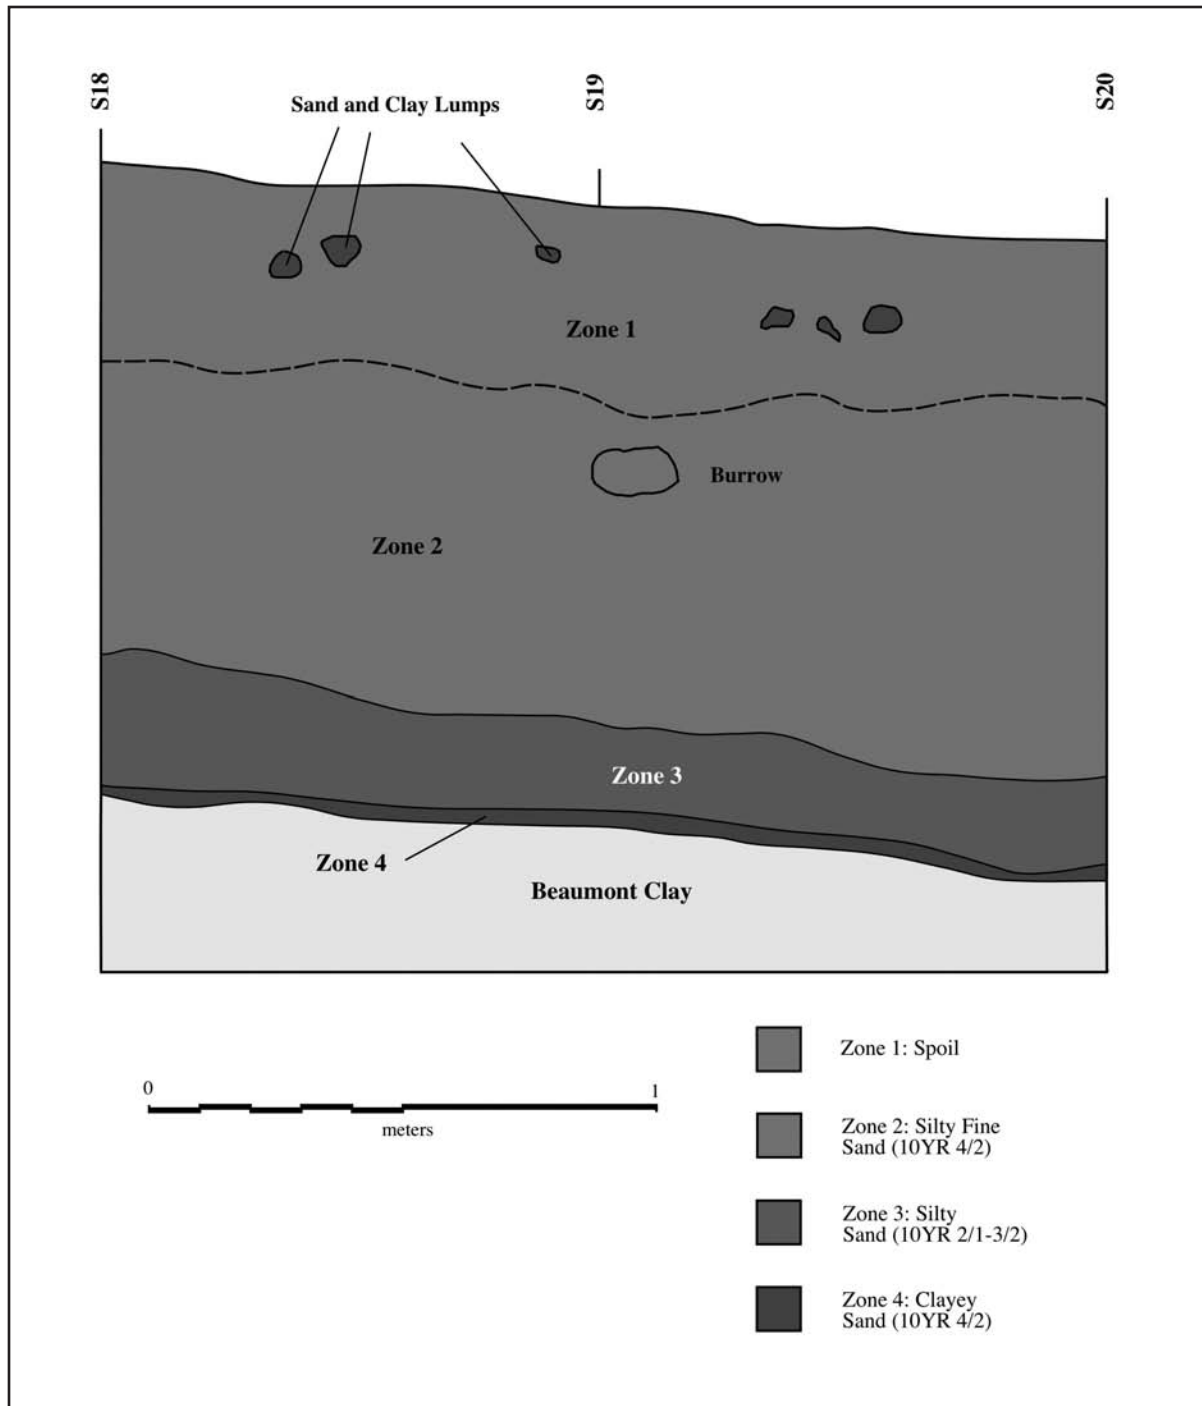 S18
S19
S20
Sand and Clay Lumps
Zone 1
Burrow
Zone 2
Zone 3
Zone 4
Beaumont Clay
0
1
meters
Zone 1: Spoil
Zone 2: Silty Fine
Sand (10YR 4/2)
Zone 3: Silty
Sand (10YR 2/1-3/2)
Zone 4: Clayey
Sand (10YR 4/2)